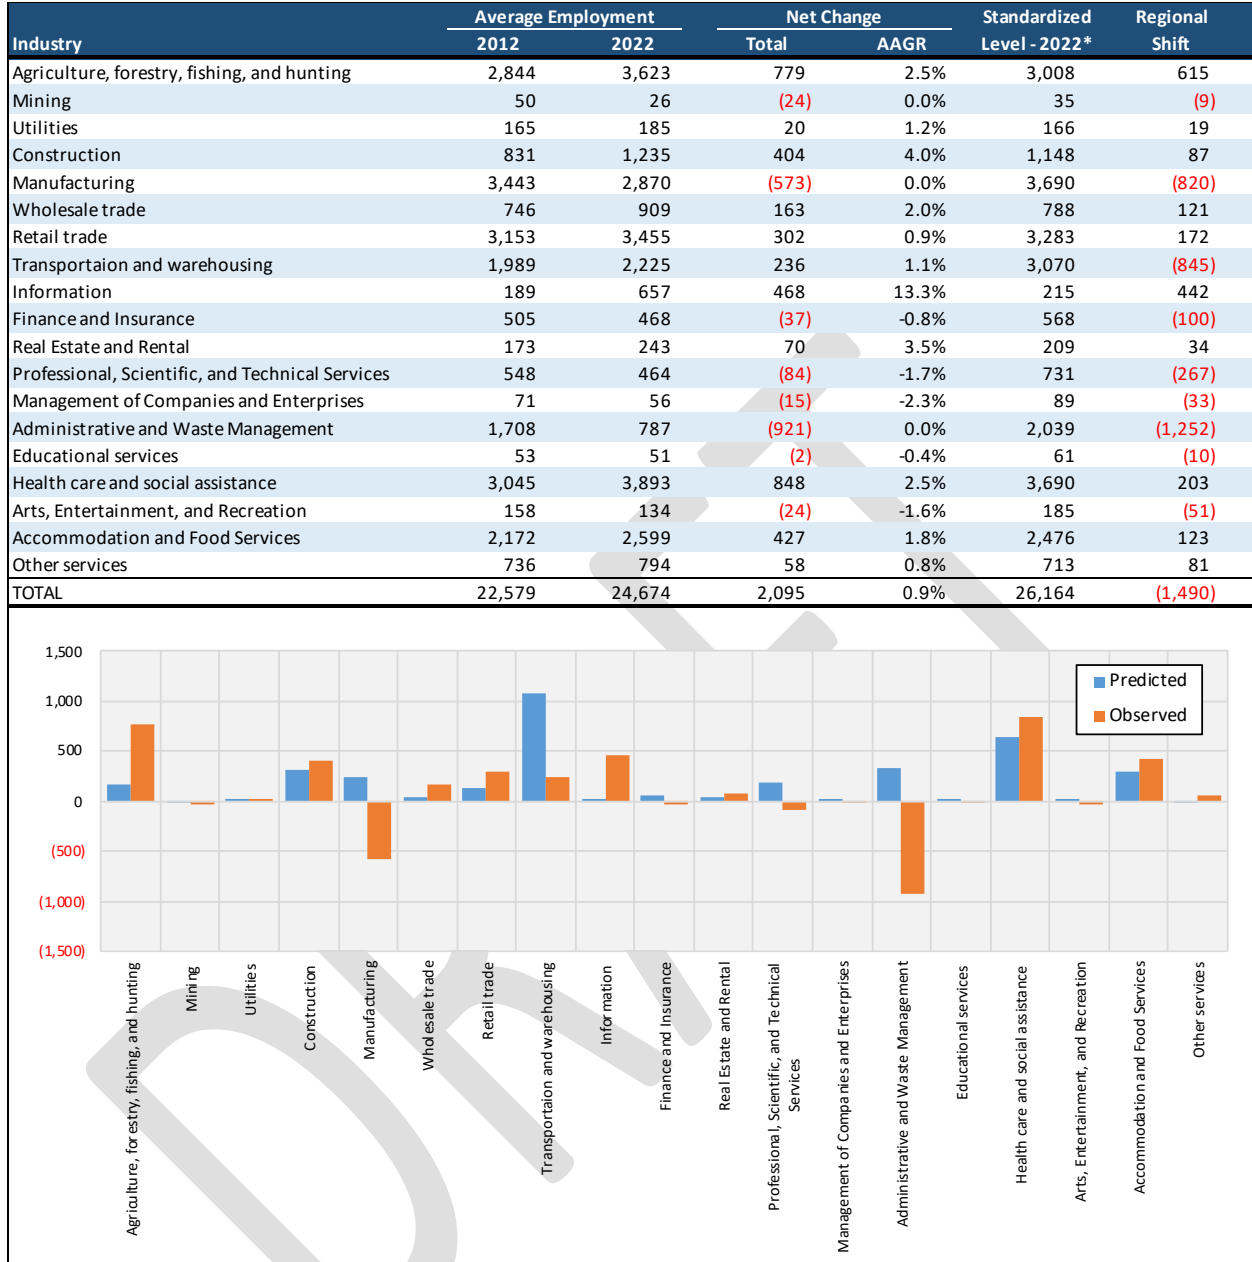 Average Employment Net Change Standardized Regional
Industry 2012 2022 Total AAGR Level - 2022* Shift
Agriculture, forestry, fishing, and hunting 2,844 3,623 779 2.5% 3,008 615
Mining 50 26 (24) 0.0% 35 (9)
Utilities 165 185 20 1.2% 166 19
Construction 831 1,235 404 4.0% 1,148 87
Manufacturing 3,443 2,870 (573) 0.0% 3,690 (820)
Wholesale trade 746 909 163 2.0% 788 121
Retail trade 3,153 3,455 302 0.9% 3,283 172
Transportaion and warehousing 1,989 2,225 236 1.1% 3,070 (845)
Information 189 657 468 13.3% 215 442
Finance and Insurance 505 468 (37) -0.8% 568 (100)
Real Estate and Rental 173 243 70 3.5% 209 34
Professional, Scientific, and Technical Services 548 464 (84) -1.7% 731 (267)
Management of Companies and Enterprises 71 56 (15) -2.3% 89 (33)
Administrative and Waste Management 1,708 787 (921) 0.0% 2,039 (1,252)
Educational services 53 51 (2) -0.4% 61 (10)
Health care and social assistance 3,045 3,893 848 2.5% 3,690 203
Arts, Entertainment, and Recreation 158 134 (24) -1.6% 185 (51)
Accommodation and Food Services 2,172 2,599 427 1.8% 2,476 123
Other services 736 794 58 0.8% 713 81
TOTAL 22,579 24,674 2,095 0.9% 26,164 (1,490)
1,500
1,000
500
0
(500)
(1,000)
(1,500)
Predicted
Observed
Agriculture, forestry, fishing, and hunting
Mining
Utilities
Construction
Manufacturing
Wholesale trade
Retail trade
Transportaion and warehousing
Information
Finance and Insurance
Real Estate and Rental
Professional, Scientific, and Technical
Services
Management of Companies and Enterprises
Administrative and Waste Management
Educational services
Health care and social assistance
Arts, Entertainment, and Recreation
Accommodation and Food Services
Other services
DRAFT